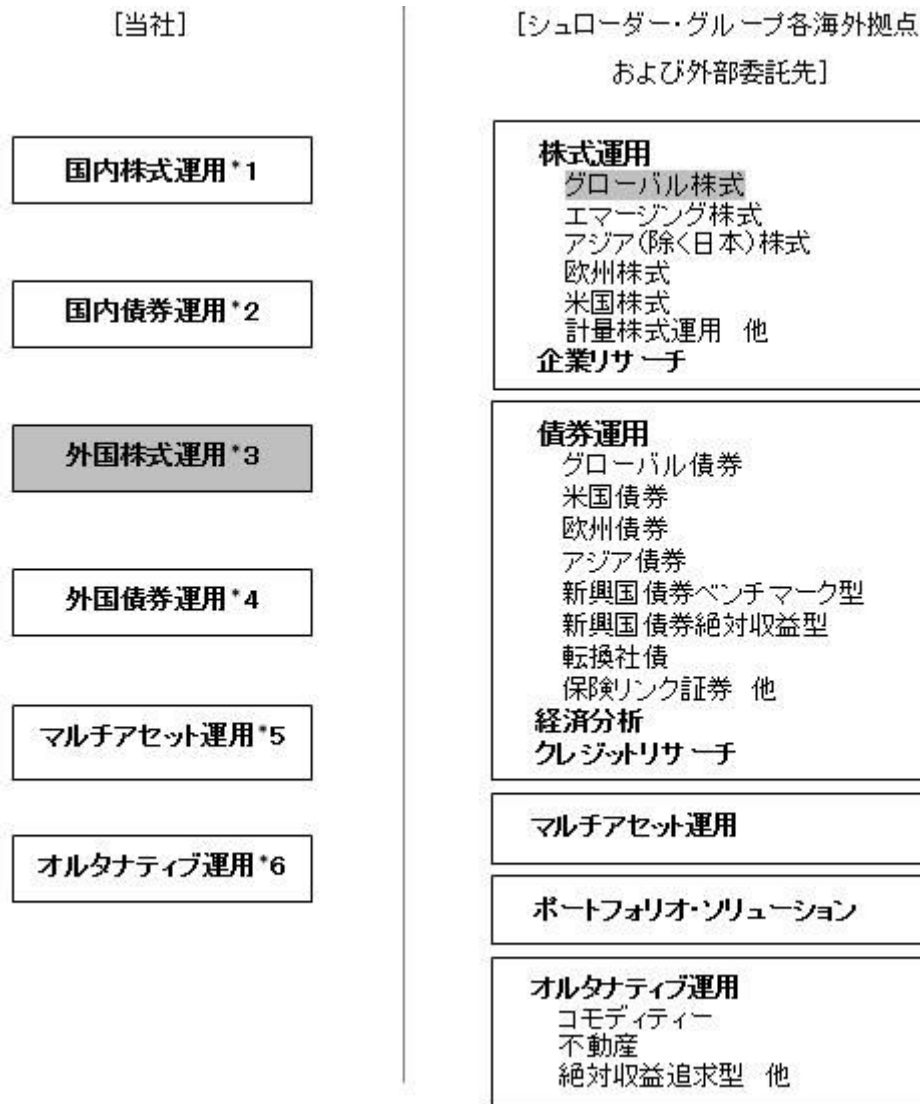 [当社]
国内株式運用*1
国内債券運用*2
外国株式運用*3
外国債券運用*4
マルチアセット運用*5
オルタナティブ運用*6
[シュローダー・グループ各海外拠点
および外部委託先]
株式運用
グローバル株式
エマージング株式
アジア(除く日本)株式
欧州株式
米国株式
計量株式運用 他
企業リサーチ
債券運用
グローバル債券
米国債券
欧州債券
アジア債券
新興国債券ベンチマーク型
新興国債券絶対収益型
転換社債
保険リンク証券 他
経済分析
クレジットリサーチ
マルチアセット運用
ポートフォリオ・ソリューション
オルタナティブ運用
コモディティー
不動産
絶対収益追求型 他